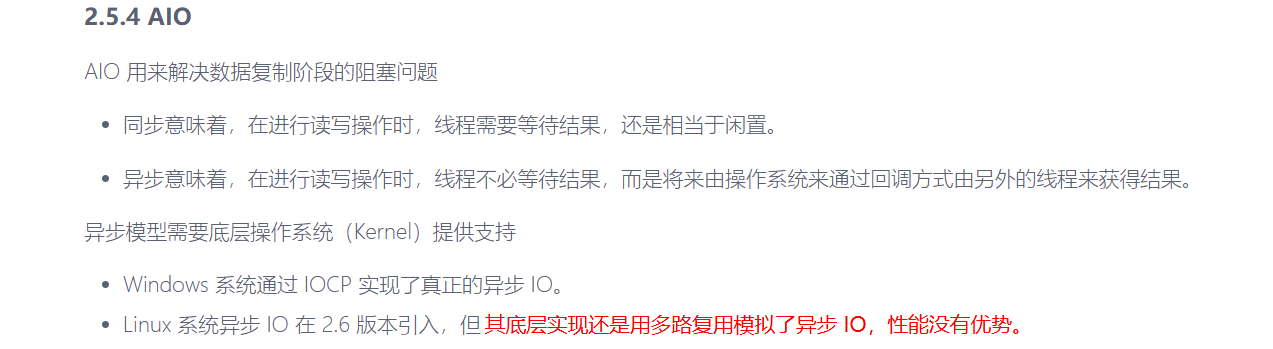 2.5.4 AIO
AIO 用来解决数据复制阶段的阻塞问题
• 同步意味着，在进行读写操作时，线程需要等待结果，还是相当于闲置。
• 异步意味着，在进行读写操作时，线程不必等待结果，而是将来由操作系统来通过回调方式由另外的线程来获得结果。
异步模型需要底层操作系统（Kernel）提供支持
• Windows 系统通过 IOCP 实现了真正的异步 IO。
• Linux 系统异步 IO 在 2.6 版本引入，但其底层实现还是用多路复用模拟了异步 IO，性能没有优势。